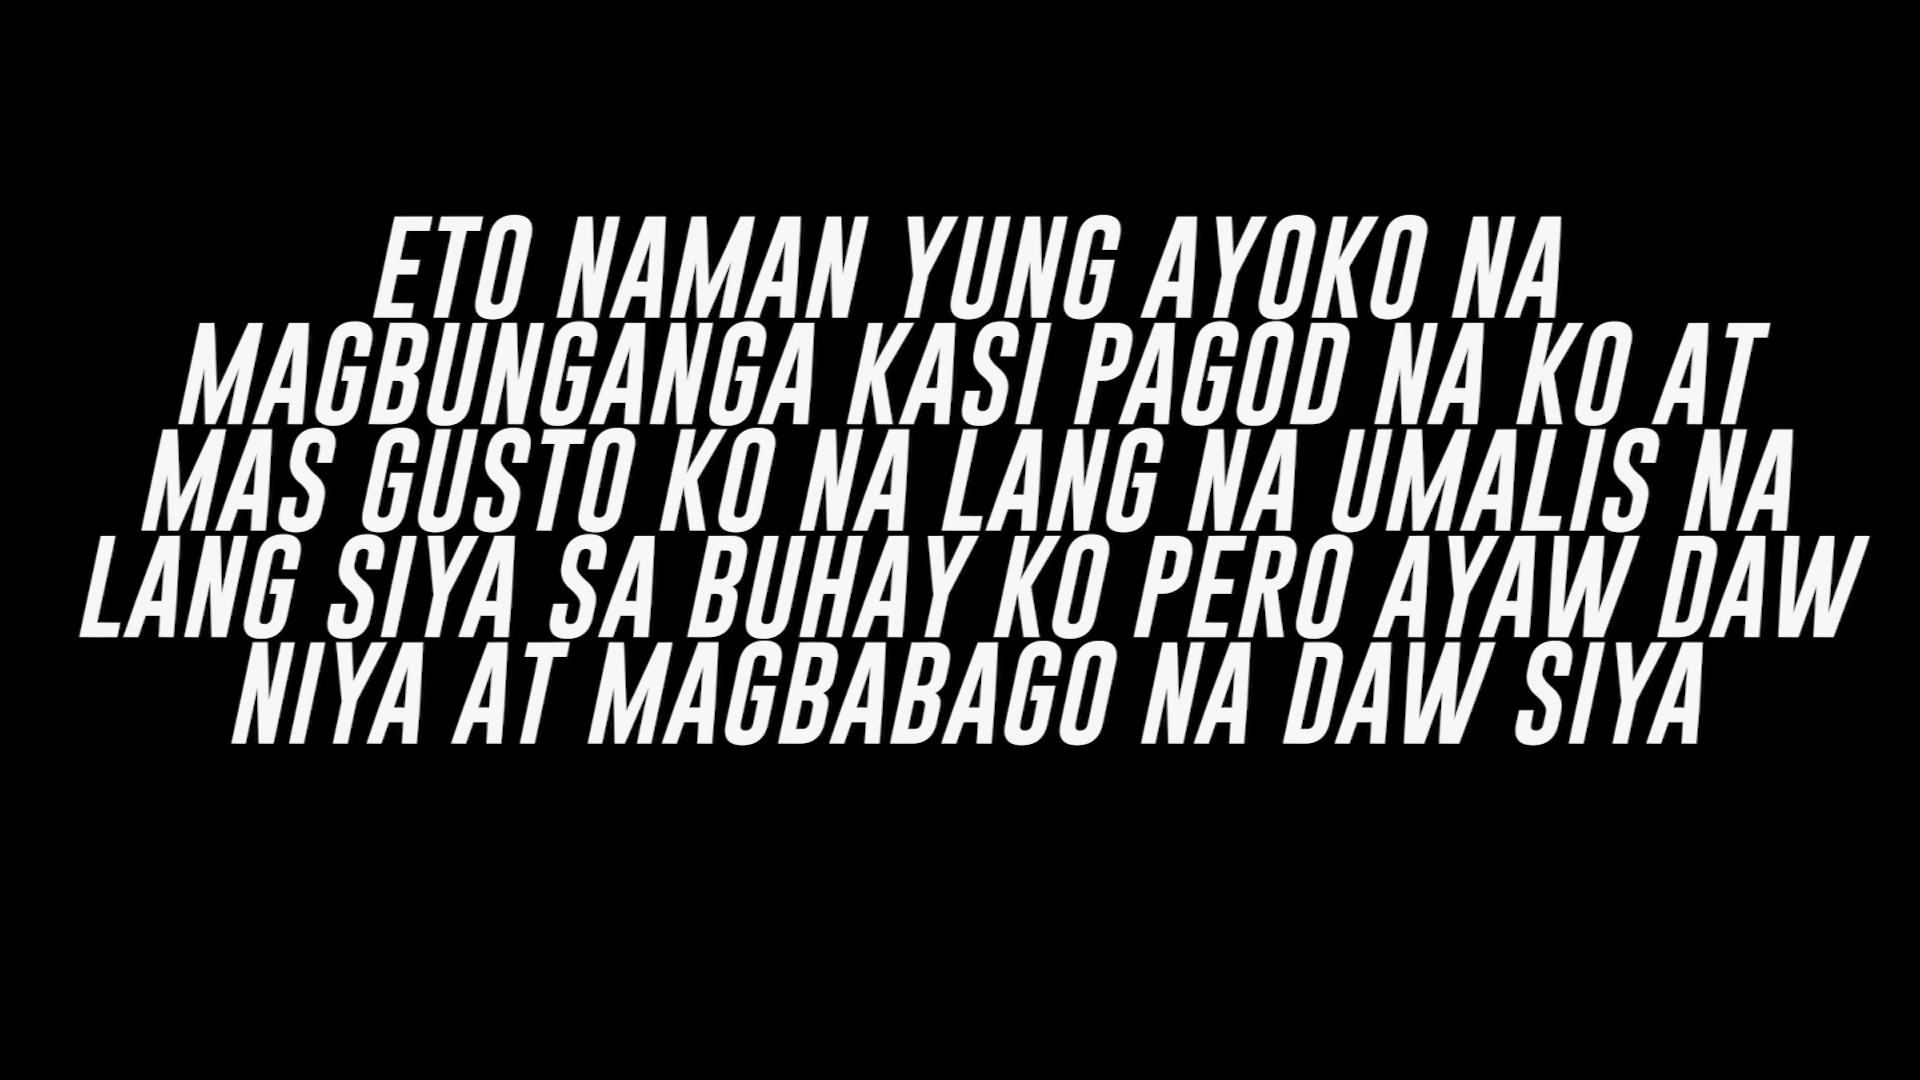 ETO NAMAN YUNG AYOKO NA
MAGBUNGANGA KASI PAGOD NA KO AT
MAS GUSTO KO NA LANG NA UMALIS NA
LANG SIYA SA BUHAY KO PERO AYAW DAW
NIYA AT MAGBABAGO NA DAW SIYA